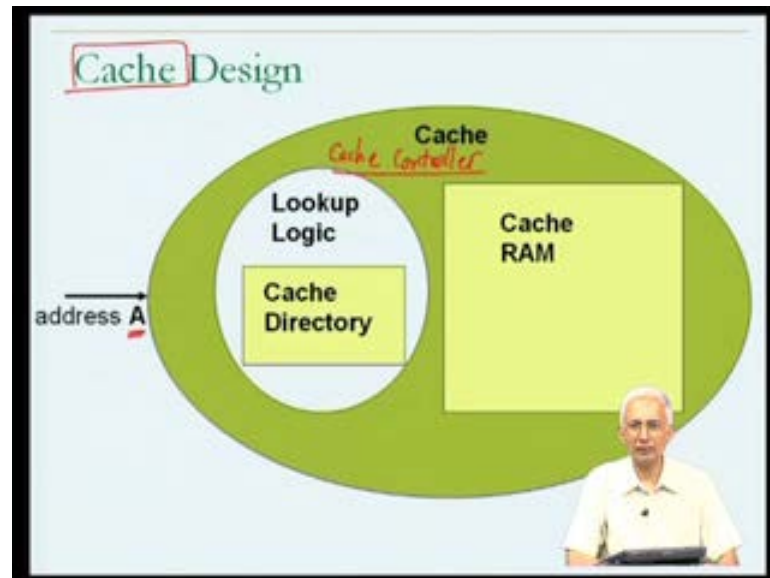 Cache Design
Cache
Cache Controller
Lookup
Logic
Cache
RAM
Cache
Directory
address A